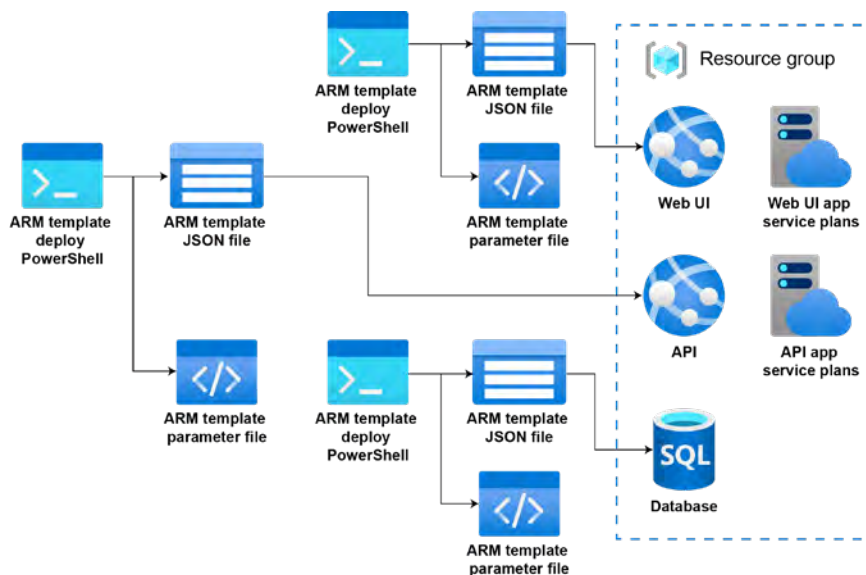 Resource group
ARM template
deploy
PowerShell
ARM template
JSON file
ARM template
parameter file
Web UI
Web UI app
service plans
ARM template
deploy
PowerShell
ARM template
JSON file
API
API app
service plans
ARM template
parameter file
ARM template
deploy
PowerShell
ARM template
JSON file
SQL
Database
ARM template
parameter file